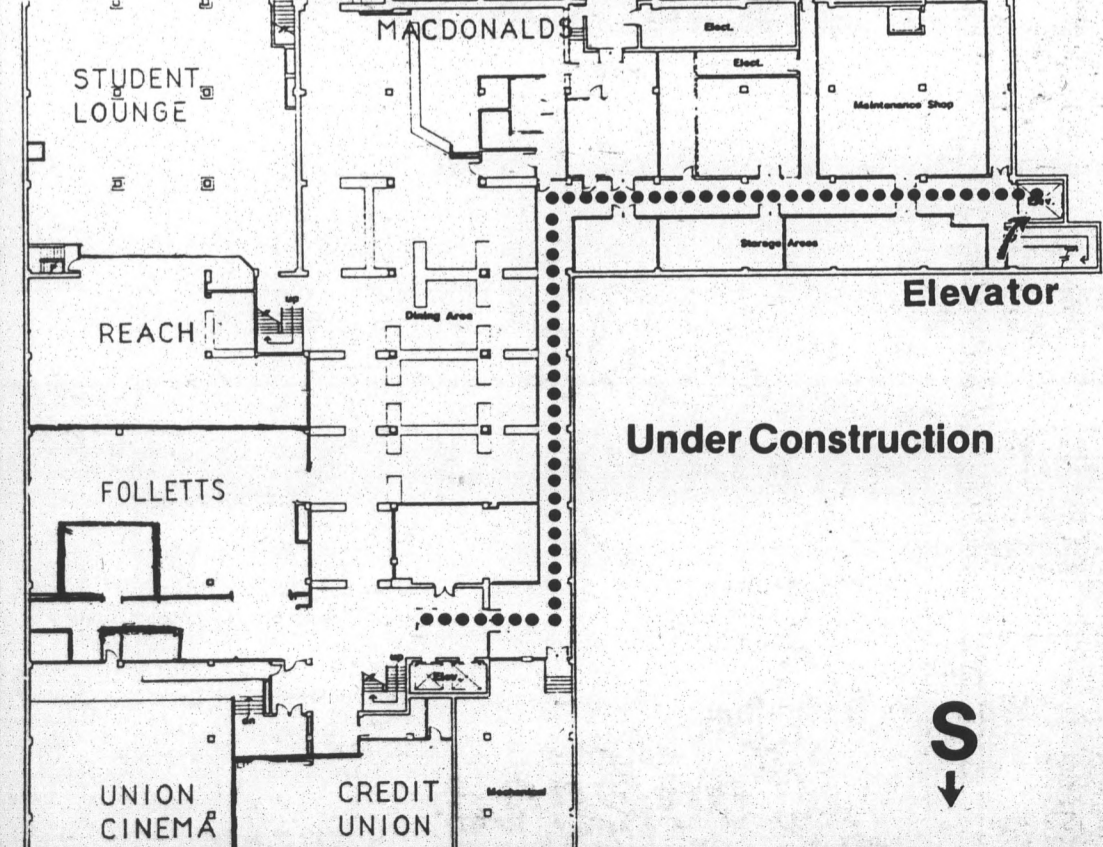 MACDONALDS
STUDENT
LOUNGE
Elect.
Elect.
Maintenance Shop
Elev.
Storage Areas
Elevator
up
Dining Area
REACH
Under Construction
FOLLETTS
up
Elev.
dn
S
UNION
CINEMA
CREDIT
UNION
Mechanical